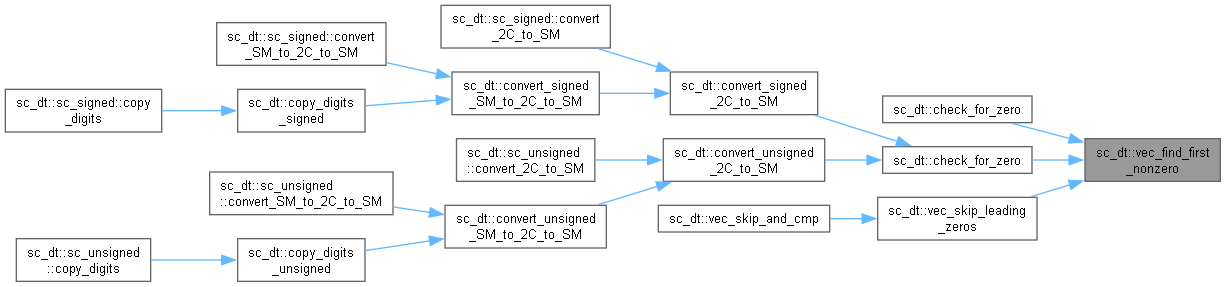 sc_dt::sc_signed::convert
_2C_to_SM
sc_dt::sc_signed::convert
_SM_to_2C_to_SM
sc_dt::convert_signed
_SM_to_2C_to_SM
sc_dt::convert_signed
_2C_to_SM
sc_dt::sc_signed::copy
_digits
sc_dt::copy_digits
_signed
sc_dt::check_for_zero
sc_dt::vec_find_first
_nonzero
sc_dt::sc_unsigned
::convert_2C_to_SM
sc_dt::convert_unsigned
_2C_to_SM
sc_dt::check_for_zero
sc_dt::sc_unsigned
::convert_SM_to_2C_to_SM
sc_dt::convert_unsigned
_SM_to_2C_to_SM
sc_dt::vec_skip_and_cmp
sc_dt::vec_skip_leading
_zeros
sc_dt::sc_unsigned
::copy_digits
sc_dt::copy_digits
_unsigned